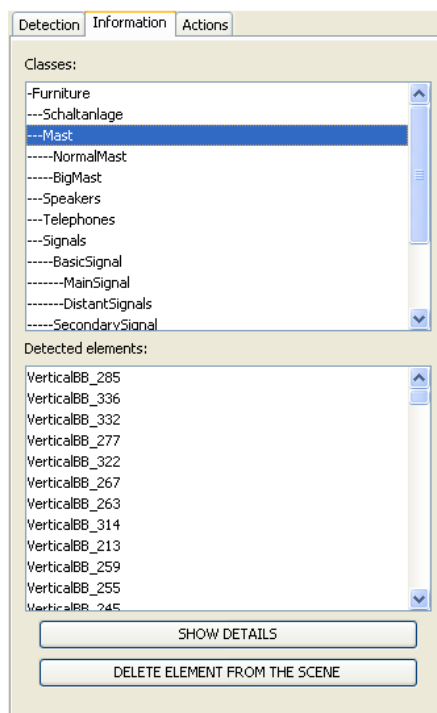 Detection Information Actions
Classes:
-Furniture
---Schaltanlage
---Mast
-----NormalMast
-----BigMast
---Speakers
---Telephones
---Signals
-----BasicSignal
-------MainSignal
-------DistantSignals
-----SecondarySignal
Detected elements:
VerticalBB_285
VerticalBB_336
VerticalBB_332
VerticalBB_277
VerticalBB_322
VerticalBB_267
VerticalBB_263
VerticalBB_314
VerticalBB_213
VerticalBB_259
VerticalBB_255
VerticalBB_245
SHOW DETAILS
DELETE ELEMENT FROM THE SCENE